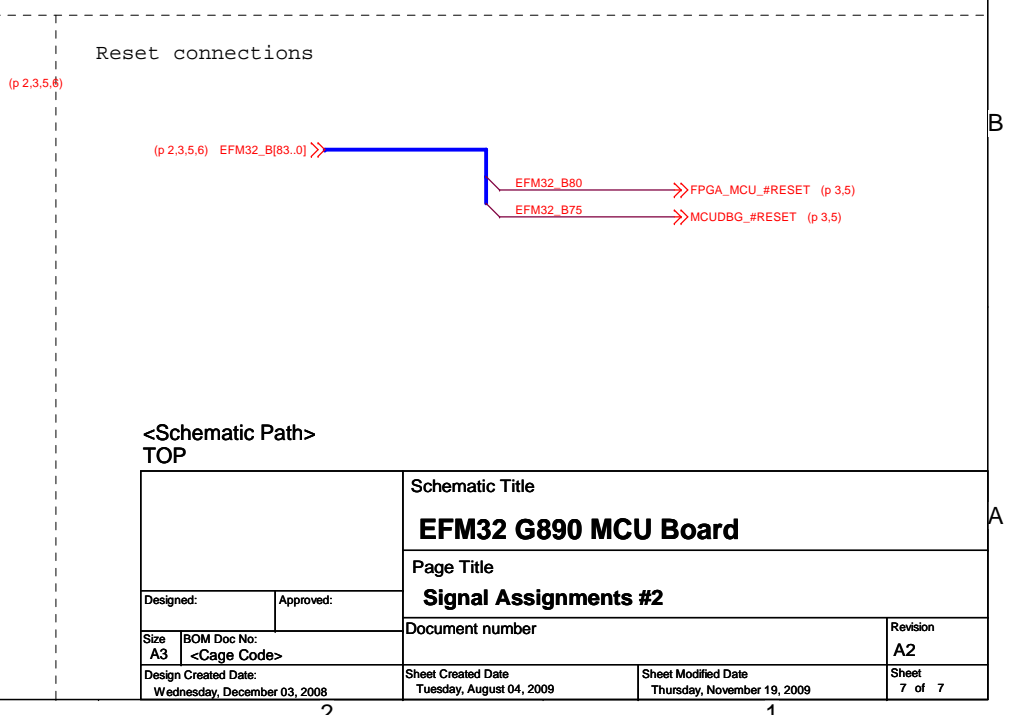 Reset connections
(p 2,3,5,6)
B
(p 2,3,5,6) EFM32_B[83..0]
EFM32_B80 FPGA_MCU_#RESET (p 3,5)
EFM32_B75 MCUDBG_#RESET (p 3,5)
<Schematic Path>
TOP
Schematic Title
EFM32 G890 MCU Board
A
Page Title
Signal Assignments #2
Designed: Approved:
Document number
Revision
A2
Size BOM Doc No:
A3 <Cage Code>
Design Created Date:
Wednesday, December 03, 2008
Sheet Created Date
Tuesday, August 04, 2009
Sheet Modified Date
Thursday, November 19, 2009
Sheet
7 of 7
2 1